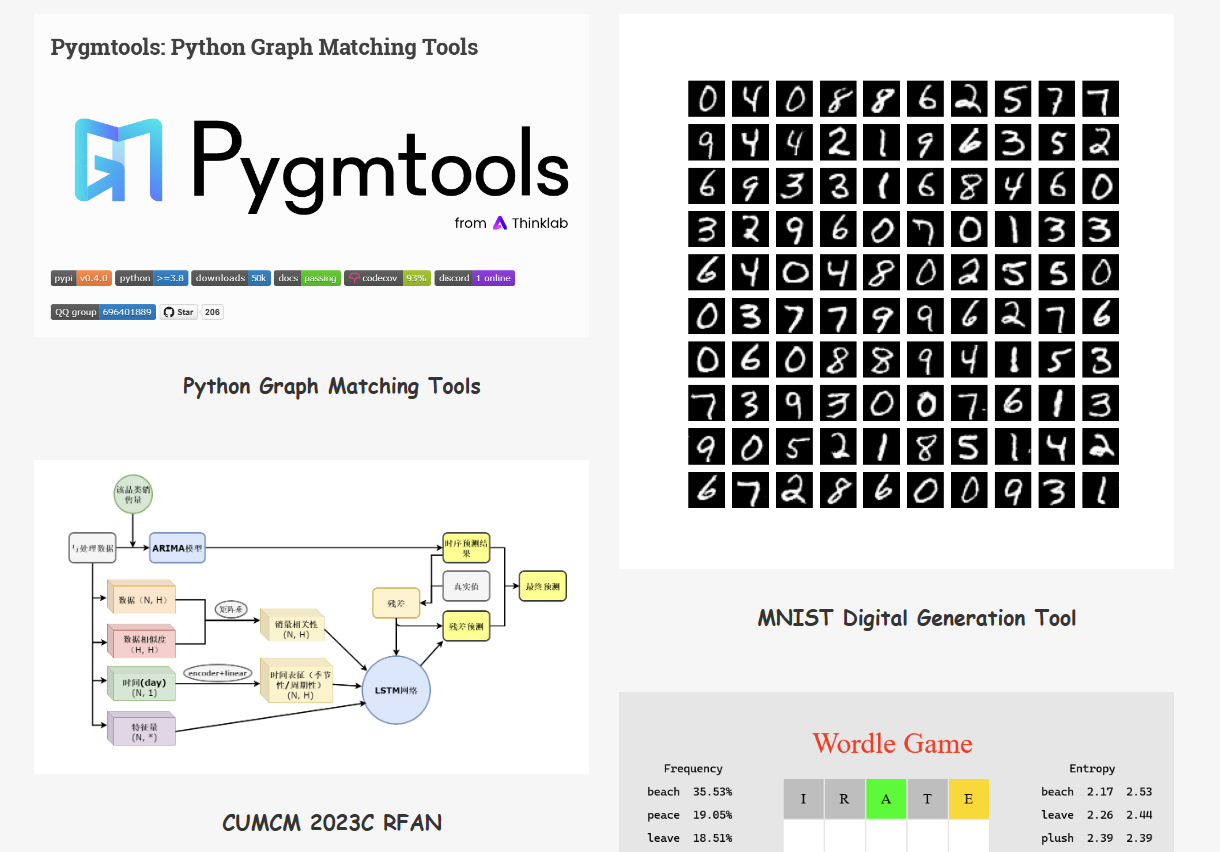 Pygmtools: Python Graph Matching Tools
Pygmtools
from Thinklab
pypi v0.4.0 python >=3.8 downloads 50k docs passing codecov 93% discord 1 online
QQ group 696401889 Star 206
Python Graph Matching Tools
该品类销
售量
与处理数据
ARIMA模型
时序预测结
果
真实值
最终预测
数据（N, H）
矩阵乘
残差
残差预测
销量相关性
(N, H)
数据相似度
(H, H)
时间(day)
(N, 1)
encoder+linear
时间表征（季节
性/周期性）
(N, H)
LSTM网络
特征量
(N, *)
CUMCM 2023C RFAN
0 4 0 8 8 6 2 5 7 7
9 4 4 2 1 9 6 3 5 2
6 9 3 3 1 6 8 4 6 0
3 2 9 6 0 7 0 1 3 3
6 4 0 4 8 0 2 5 5 0
0 3 7 7 9 9 6 2 7 6
0 6 0 8 8 9 4 1 5 3
7 3 9 3 0 0 7 6 1 3
9 0 5 2 1 8 5 1 4 2
6 7 2 8 6 0 0 9 3 1
MNIST Digital Generation Tool
Wordle Game
Frequency
beach 35.53%
peace 19.05%
leave 18.51%
I R A T E
Entropy
beach 2.17 2.53
leave 2.26 2.44
plush 2.39 2.39